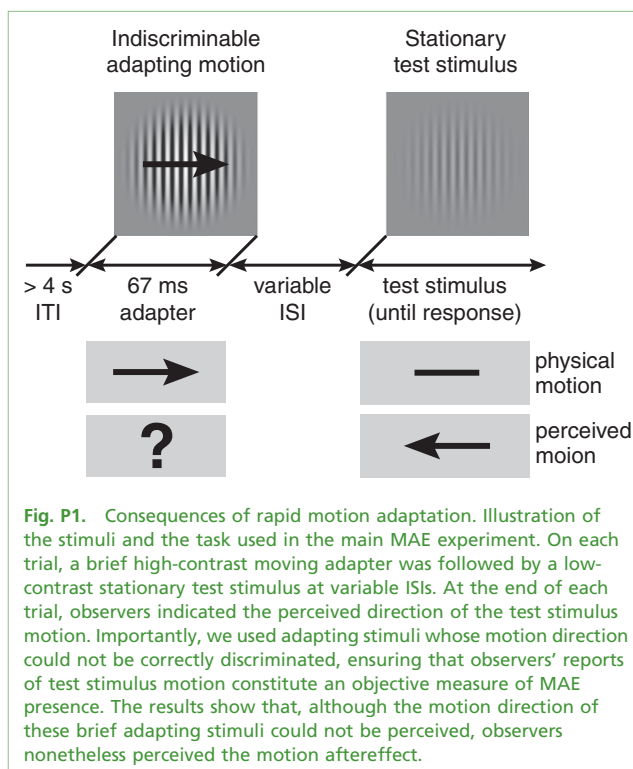 Indiscriminable
adapting motion
Stationary
test stimulus
> 4 s
ITI
67 ms
adapter
variable
ISI
test stimulus
(until response)
physical
motion
?
perceived
moion
Fig. P1. Consequences of rapid motion adaptation. Illustration of
the stimuli and the task used in the main MAE experiment. On each
trial, a brief high-contrast moving adapter was followed by a low-
contrast stationary test stimulus at variable ISIs. At the end of each
trial, observers indicated the perceived direction of the test stimulus
motion. Importantly, we used adapting stimuli whose motion direction
could not be correctly discriminated, ensuring that observers’ reports
of test stimulus motion constitute an objective measure of MAE
presence. The results show that, although the motion direction of
these brief adapting stimuli could not be perceived, observers
nonetheless perceived the motion aftereffect.